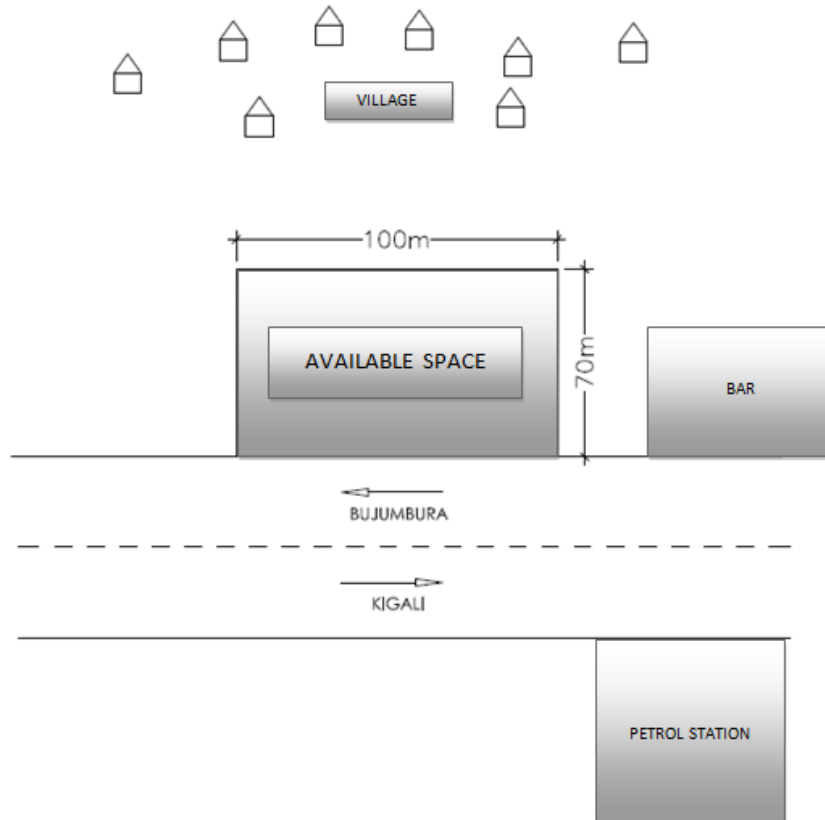 VILLAGE
100m
AVAILABLE SPACE
70m
BAR
BUJUMBURA
KIGALI
PETROL STATION